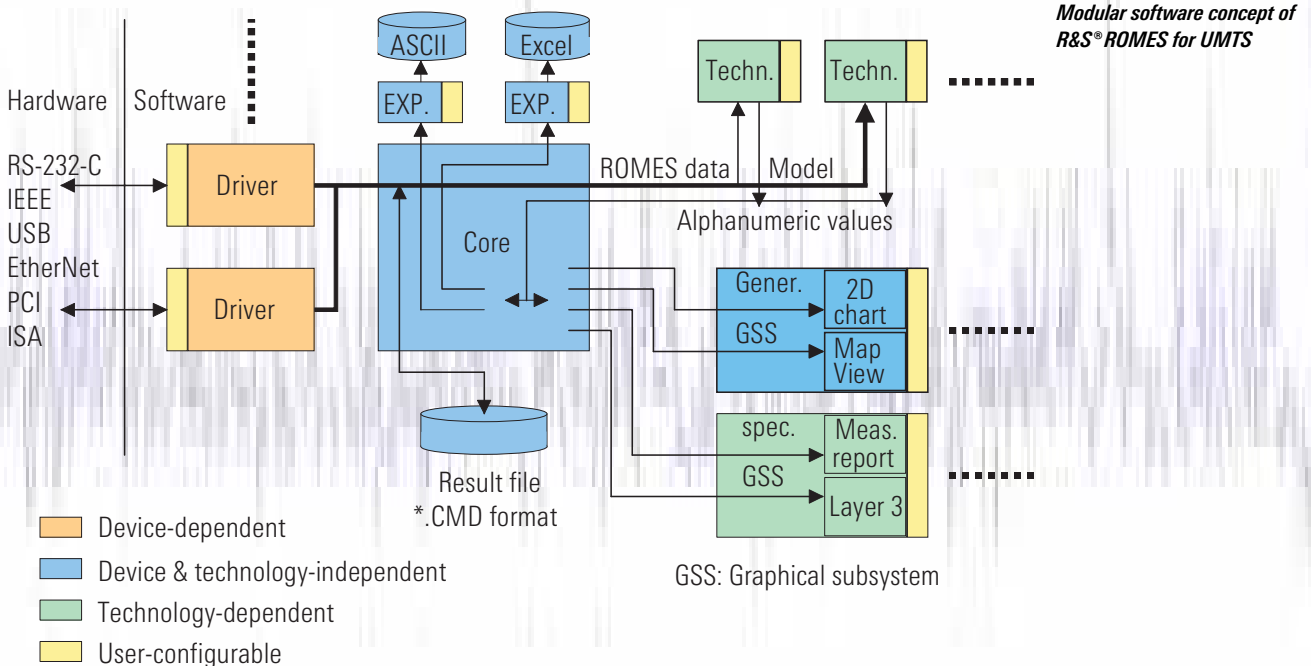 Modular software concept of
R&S® ROMES for UMTS
Hardware
Software
RS-232-C
IEEE
USB
EtherNet
PCI
ISA
Driver
Driver
ASCII
Excel
EXP.
EXP.
Core
Techn.
Techn.
ROMES data
Model
Alphanumeric values
Gener.
GSS
2D
chart
Map
View
spec.
GSS
Meas.
report
Layer 3
Result file
*.CMD format
GSS: Graphical subsystem
Device-dependent
Device & technology-independent
Technology-dependent
User-configurable